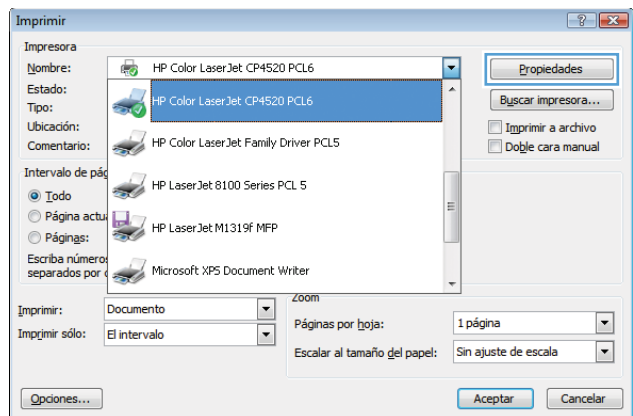 Imprimir
Impresora
Nombre: HP Color LaserJet CP4520 PCL6 Propiedades
Estado: HP Color LaserJet CP4520 PCL6 Buscar impresora...
Tipo:
Ubicación: HP Color LaserJet Family Driver PCL5 Imprimir a archivo
Comentario: Doble cara manual
Intervalo de pág
HP LaserJet 8100 Series PCL 5
Todo
Página actu
HP LaserJet M1319f MFP
Páginas:
Escriba números
separados por c Microsoft XPS Document Writer
Zoom
Imprimir: Documento
Páginas por hoja: 1 página
Imprimir sólo: El intervalo
Escalar al tamaño del papel: Sin ajuste de escala
Opciones... Aceptar Cancelar